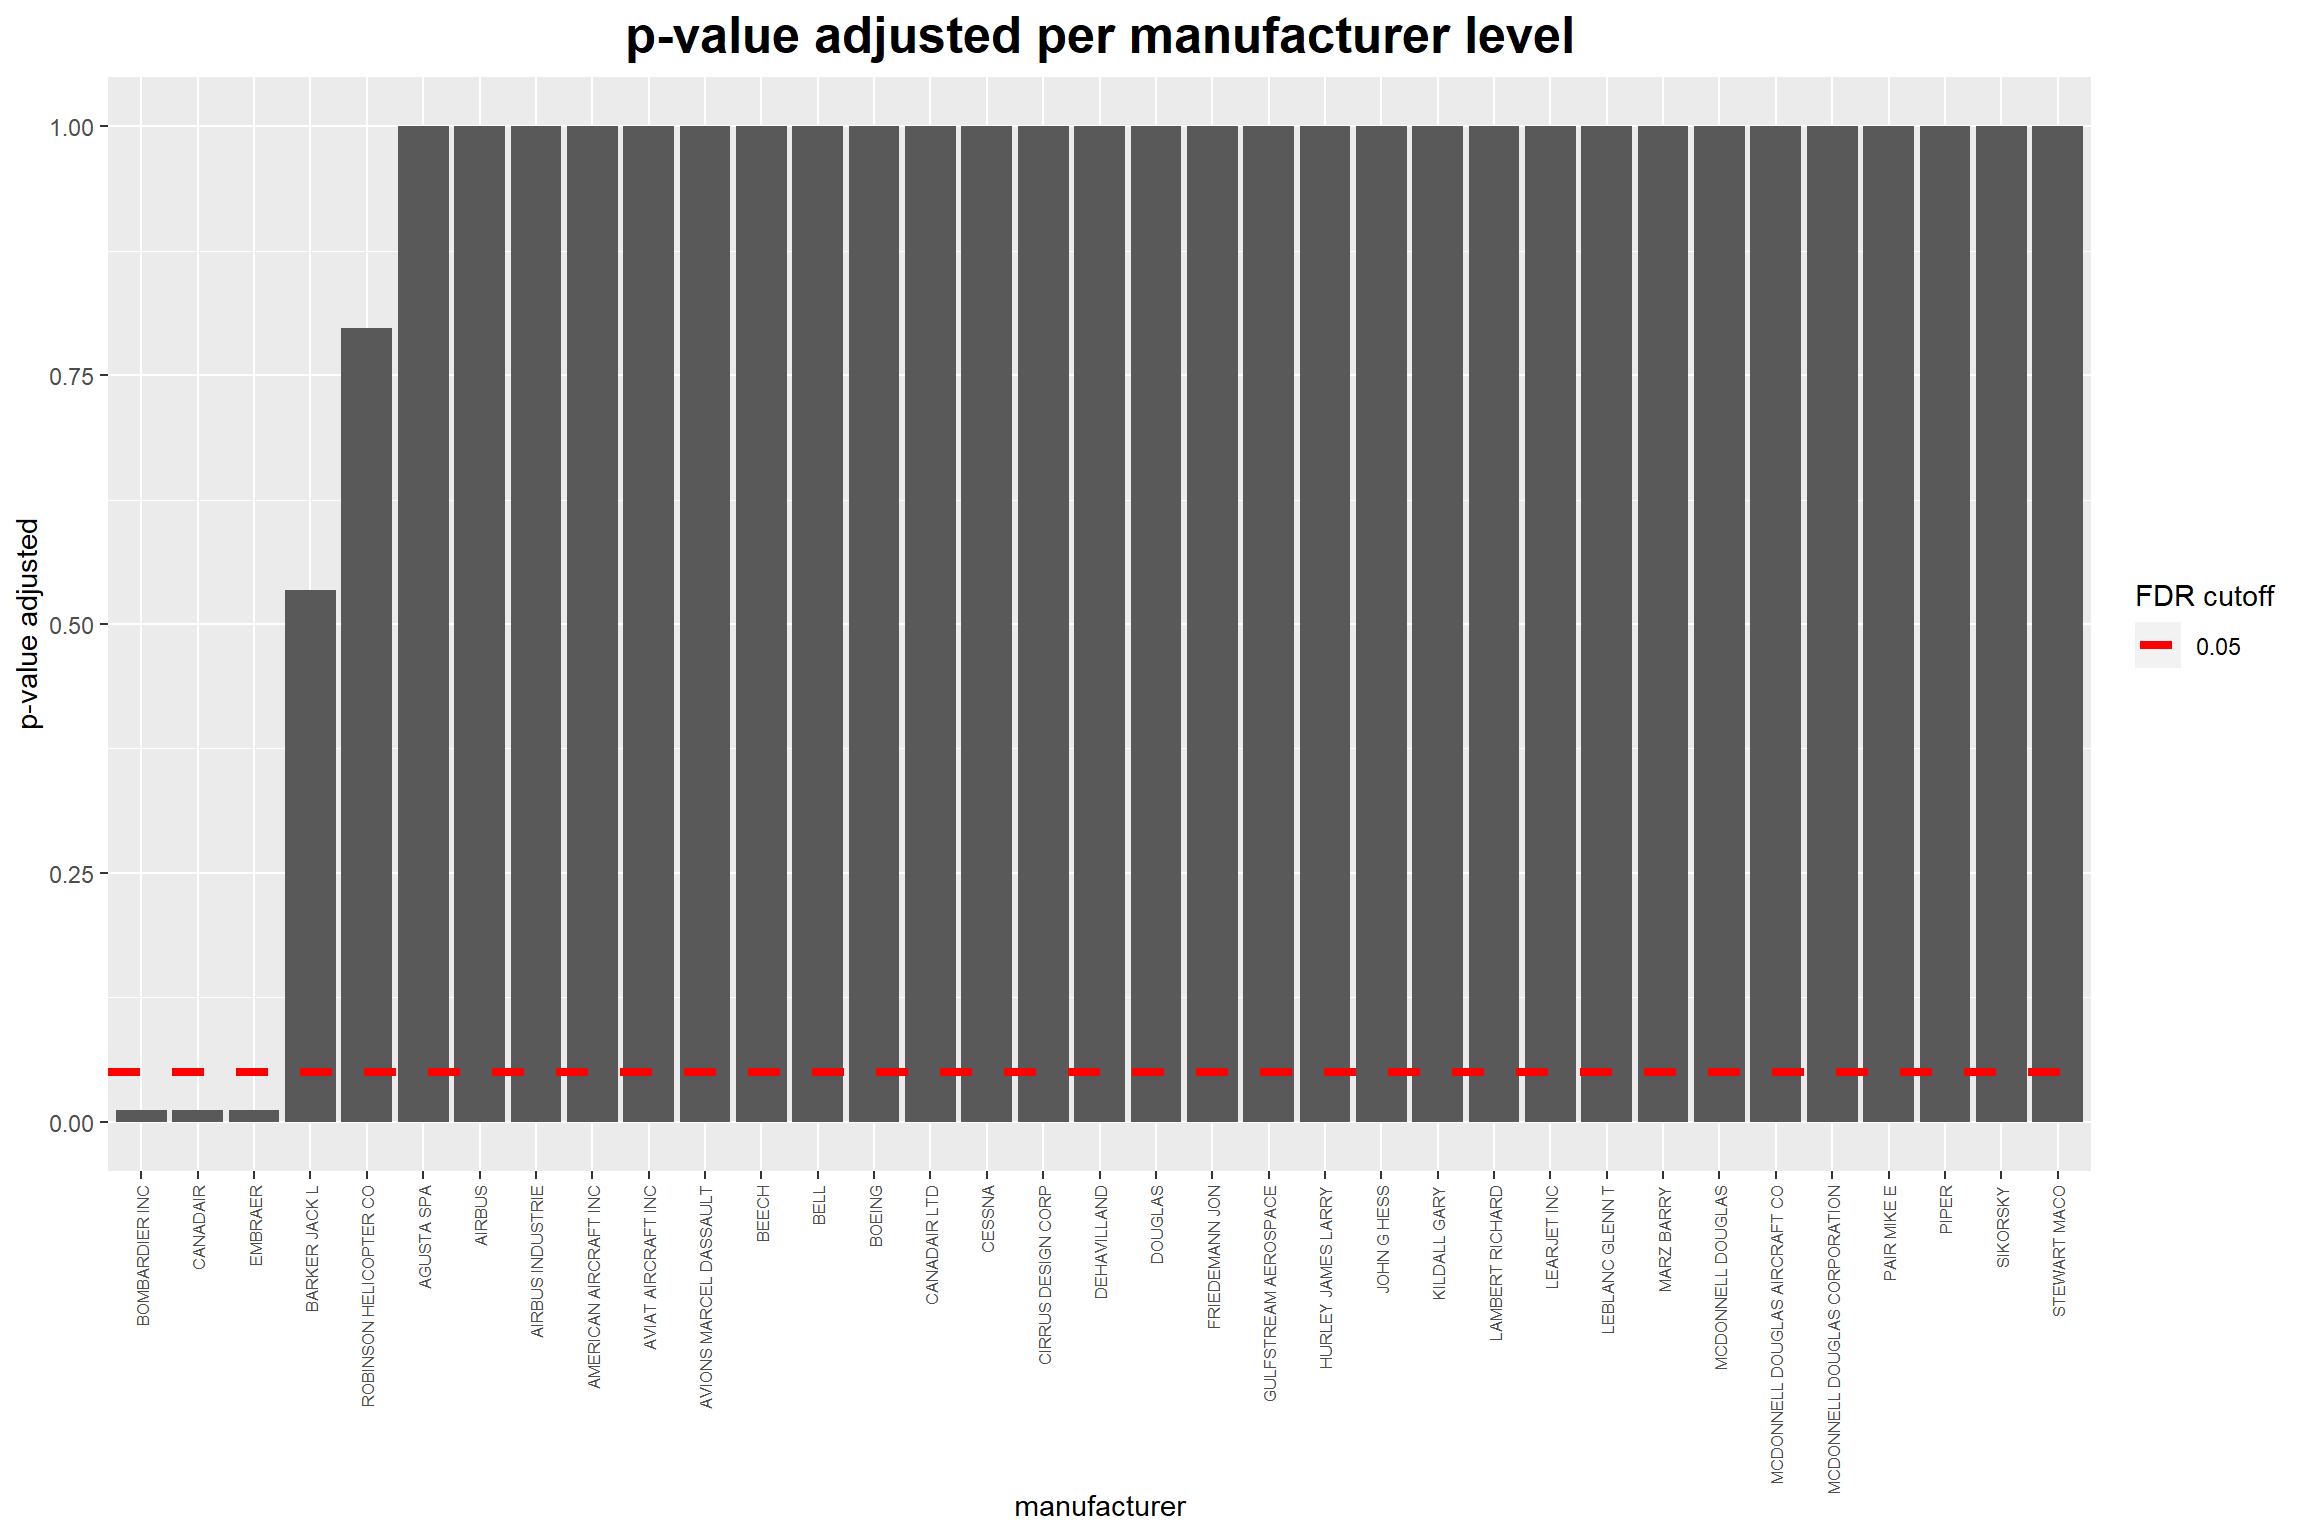 p-value adjusted per manufacturer level
p-value adjusted
1.00
0.75
0.50
0.25
0.00
BOMBARDIER INC
CANADAIR
EMBRAER
BARKER JACK L
ROBINSON HELICOPTER CO
AGUSTA SPA
AIRBUS
AIRBUS INDUSTRIE
AMERICAN AIRCRAFT INC
AVIAT AIRCRAFT INC
AVIONS MARCEL DASSAULT
BEECH
BELL
BOEING
CANADAIR LTD
CESSNA
CIRRUS DESIGN CORP
DEHAVILLAND
DOUGLAS
FRIEDEMANN JON
GULFSTREAM AEROSPACE
HURLEY JAMES LARRY
JOHN G HESS
KILDALL GARY
LAMBERT RICHARD
LEARJET INC
LEBLANC GLENN T
MARZ BARRY
MCDONNELL DOUGLAS
MCDONNELL DOUGLAS AIRCRAFT CO
MCDONNELL DOUGLAS CORPORATION
PAIR MIKE E
PIPER
SIKORSKY
STEWART MACO
manufacturer
FDR cutoff
0.05